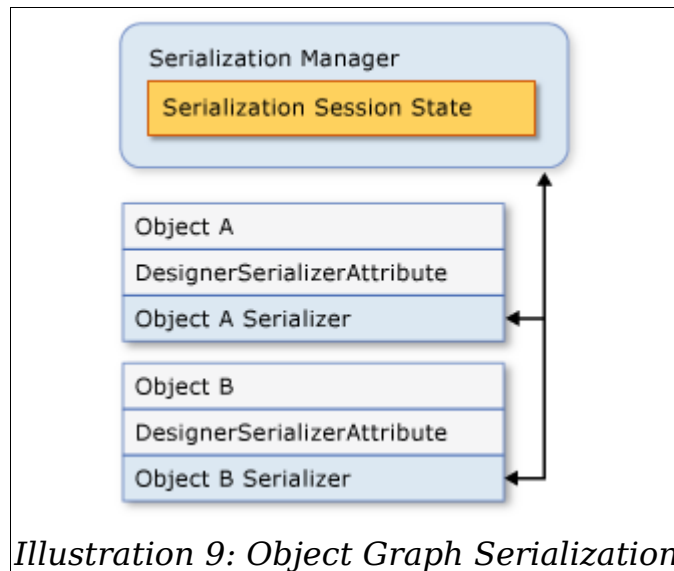 Serialization Manager
Serialization Session State
Object A
DesignerSerializerAttribute
Object A Serializer
Object B
DesignerSerializerAttribute
Object B Serializer
Illustration 9: Object Graph Serialization